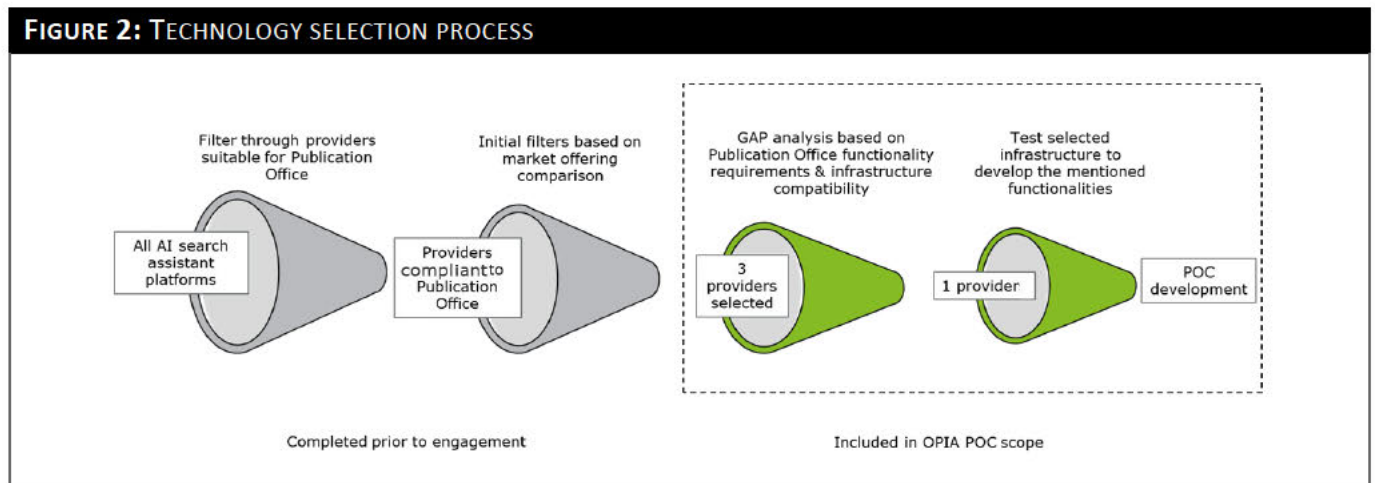 FIGURE 2: TECHNOLOGY SELECTION PROCESS
Filter through providers
suitable for Publication
Office
Initial filters based on
market offering
comparison
GAP analysis based on
Publication Office functionality
requirements & infrastructure
compatibility
Test selected
infrastructure to
develop the mentioned
functionalities
All AI search
assistant
platforms
Providers
compliant to
Publication
Office
3
providers
selected
1 provider
POC
development
Completed prior to engagement
Included in OPIA POC scope